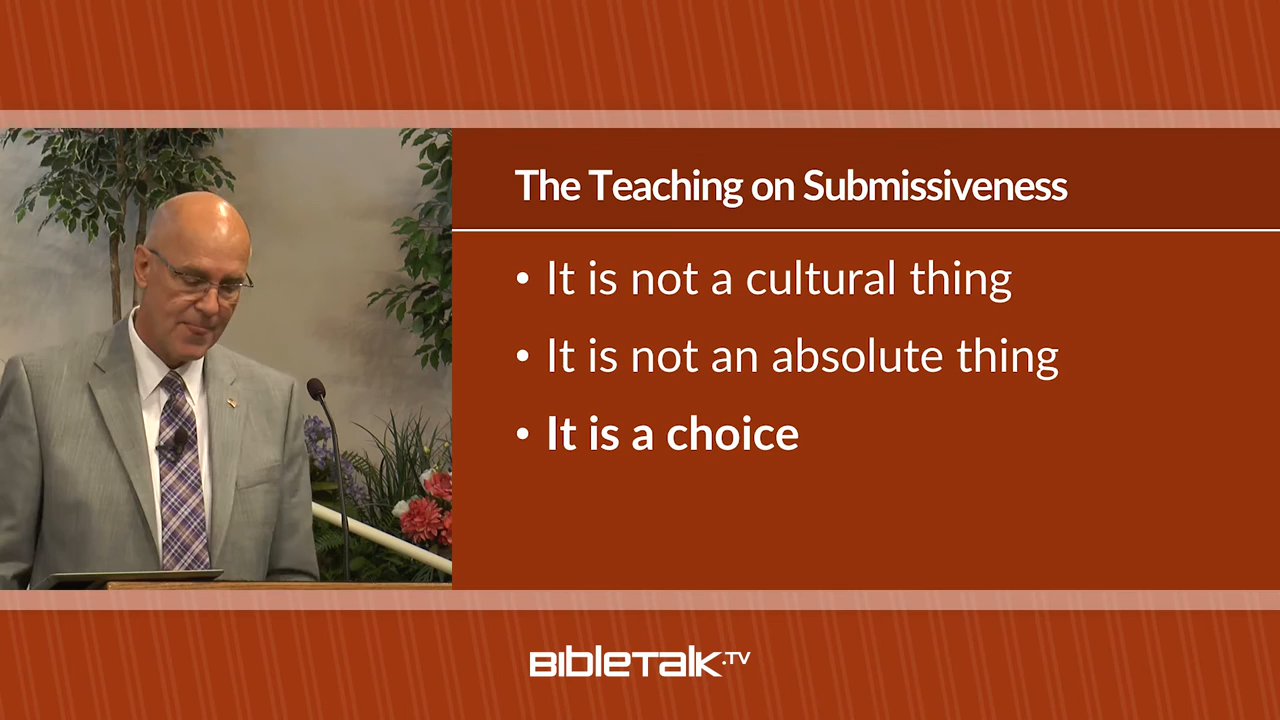 The Teaching on Submissiveness
• It is not a cultural thing
• It is not an absolute thing
• It is a choice
BibleTalk.TV